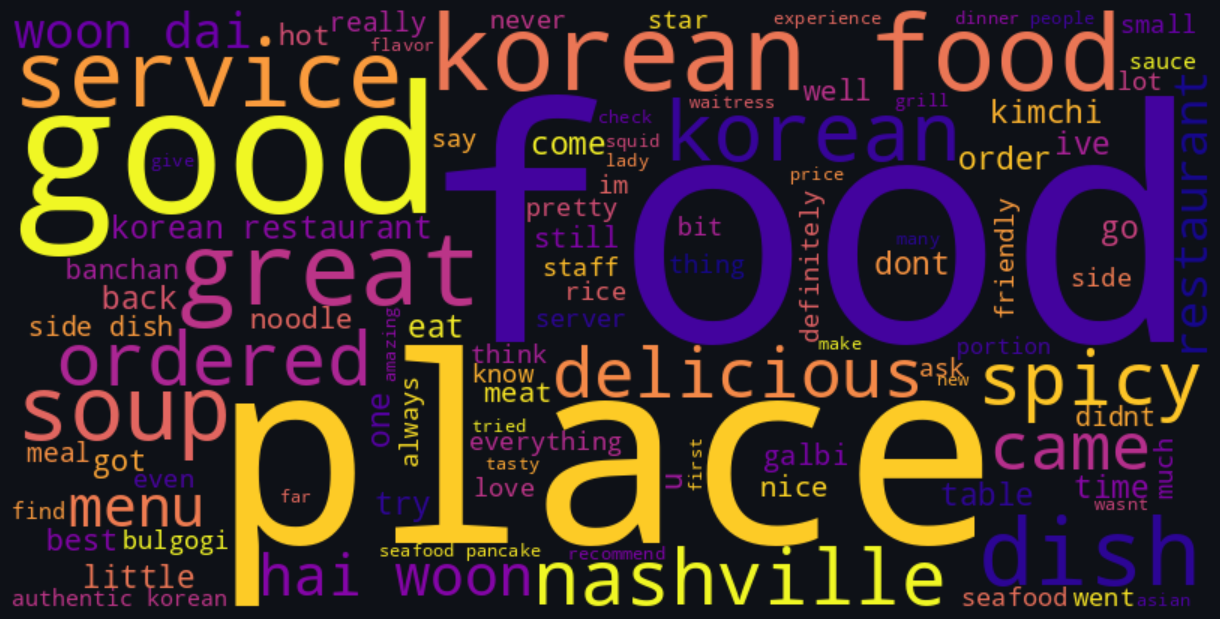 woon dai
hot
really
flavor
never
star
experience
dinner
people
small
service
korean food
sauce
lot
good
waitress
well
grill
kimchi
restaurant
check
say
come
squid
korean
order
ive
give
lady
im
price
food
korean restaurant
pretty
bit
definitely
friendly
go
still
many
banchan
great
staff
thing
dont
side
back
rice
side dish
noodle
amazing
eat
server
make
portion
ordered
think
delicious
ask
new
spicy
know
meat
soup
place
one
always
tried
didnt
meal
got
everything
first
galbi
came
much
even
tasty
u
find
menu
far
try
love
nice
table
time
wasnt
best
bulgogi
seafood pancake
recommend
dish
little
hai woon
nashville
authentic korean
seafood
went
asian